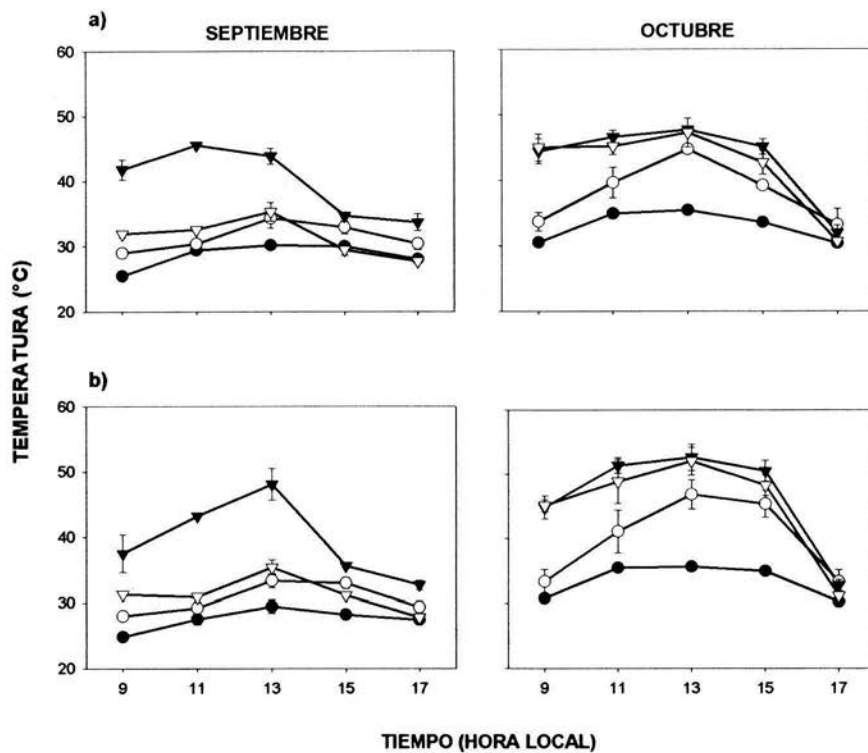 a)
SEPTIEMBRE
OCTUBRE
60
50
40
30
20
b)
60
50
40
30
20
9 11 13 15 17
9 11 13 15 17
TEMPERATURA (°C)
TIEMPO (HORA LOCAL)